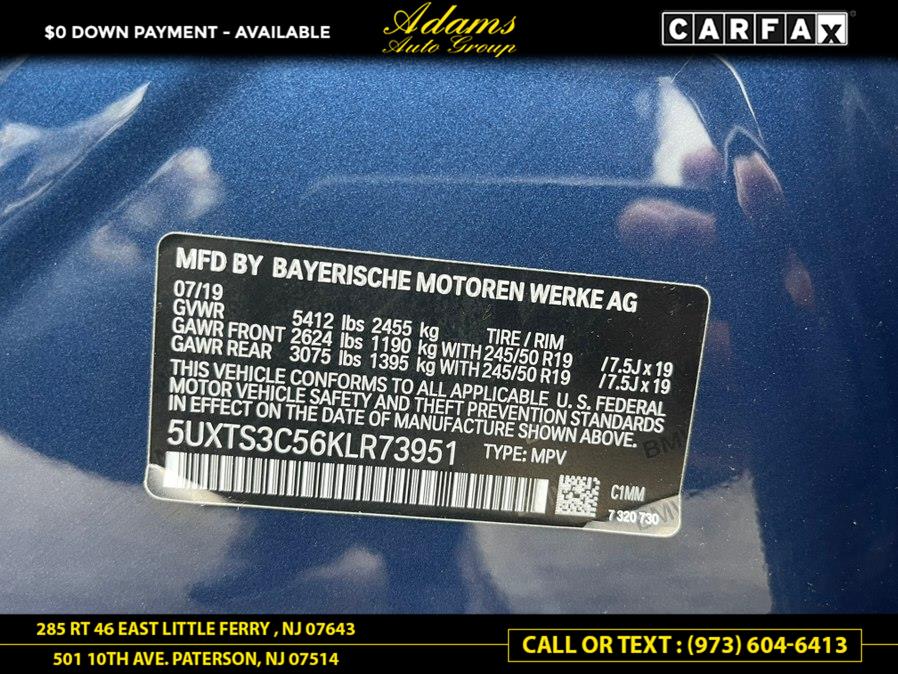 $0 DOWN PAYMENT - AVAILABLE
Adams
Auto Group
CARFAX
MFD BY BAYERISCHE MOTOREN WERKE AG
07/19
GVWR 5412 lbs 2455 kg TIRE / RIM
GAWR FRONT 2624 lbs 1190 kg WITH 245/50 R19 / 7.5J x 19
GAWR REAR 3075 lbs 1395 kg WITH 245/50 R19 / 7.5J x 19
THIS VEHICLE CONFORMS TO ALL APPLICABLE U. S. FEDERAL
MOTOR VEHICLE SAFETY AND THEFT PREVENTION STANDARDS
IN EFFECT ON THE DATE OF MANUFACTURE SHOWN ABOVE.
5UXTS3C56KLR73951 TYPE: MPV
BMW
C1MM
7 320 730
285 RT 46 EAST LITTLE FERRY , NJ 07643
501 10TH AVE. PATERSON, NJ 07514
CALL OR TEXT : (973) 604-6413